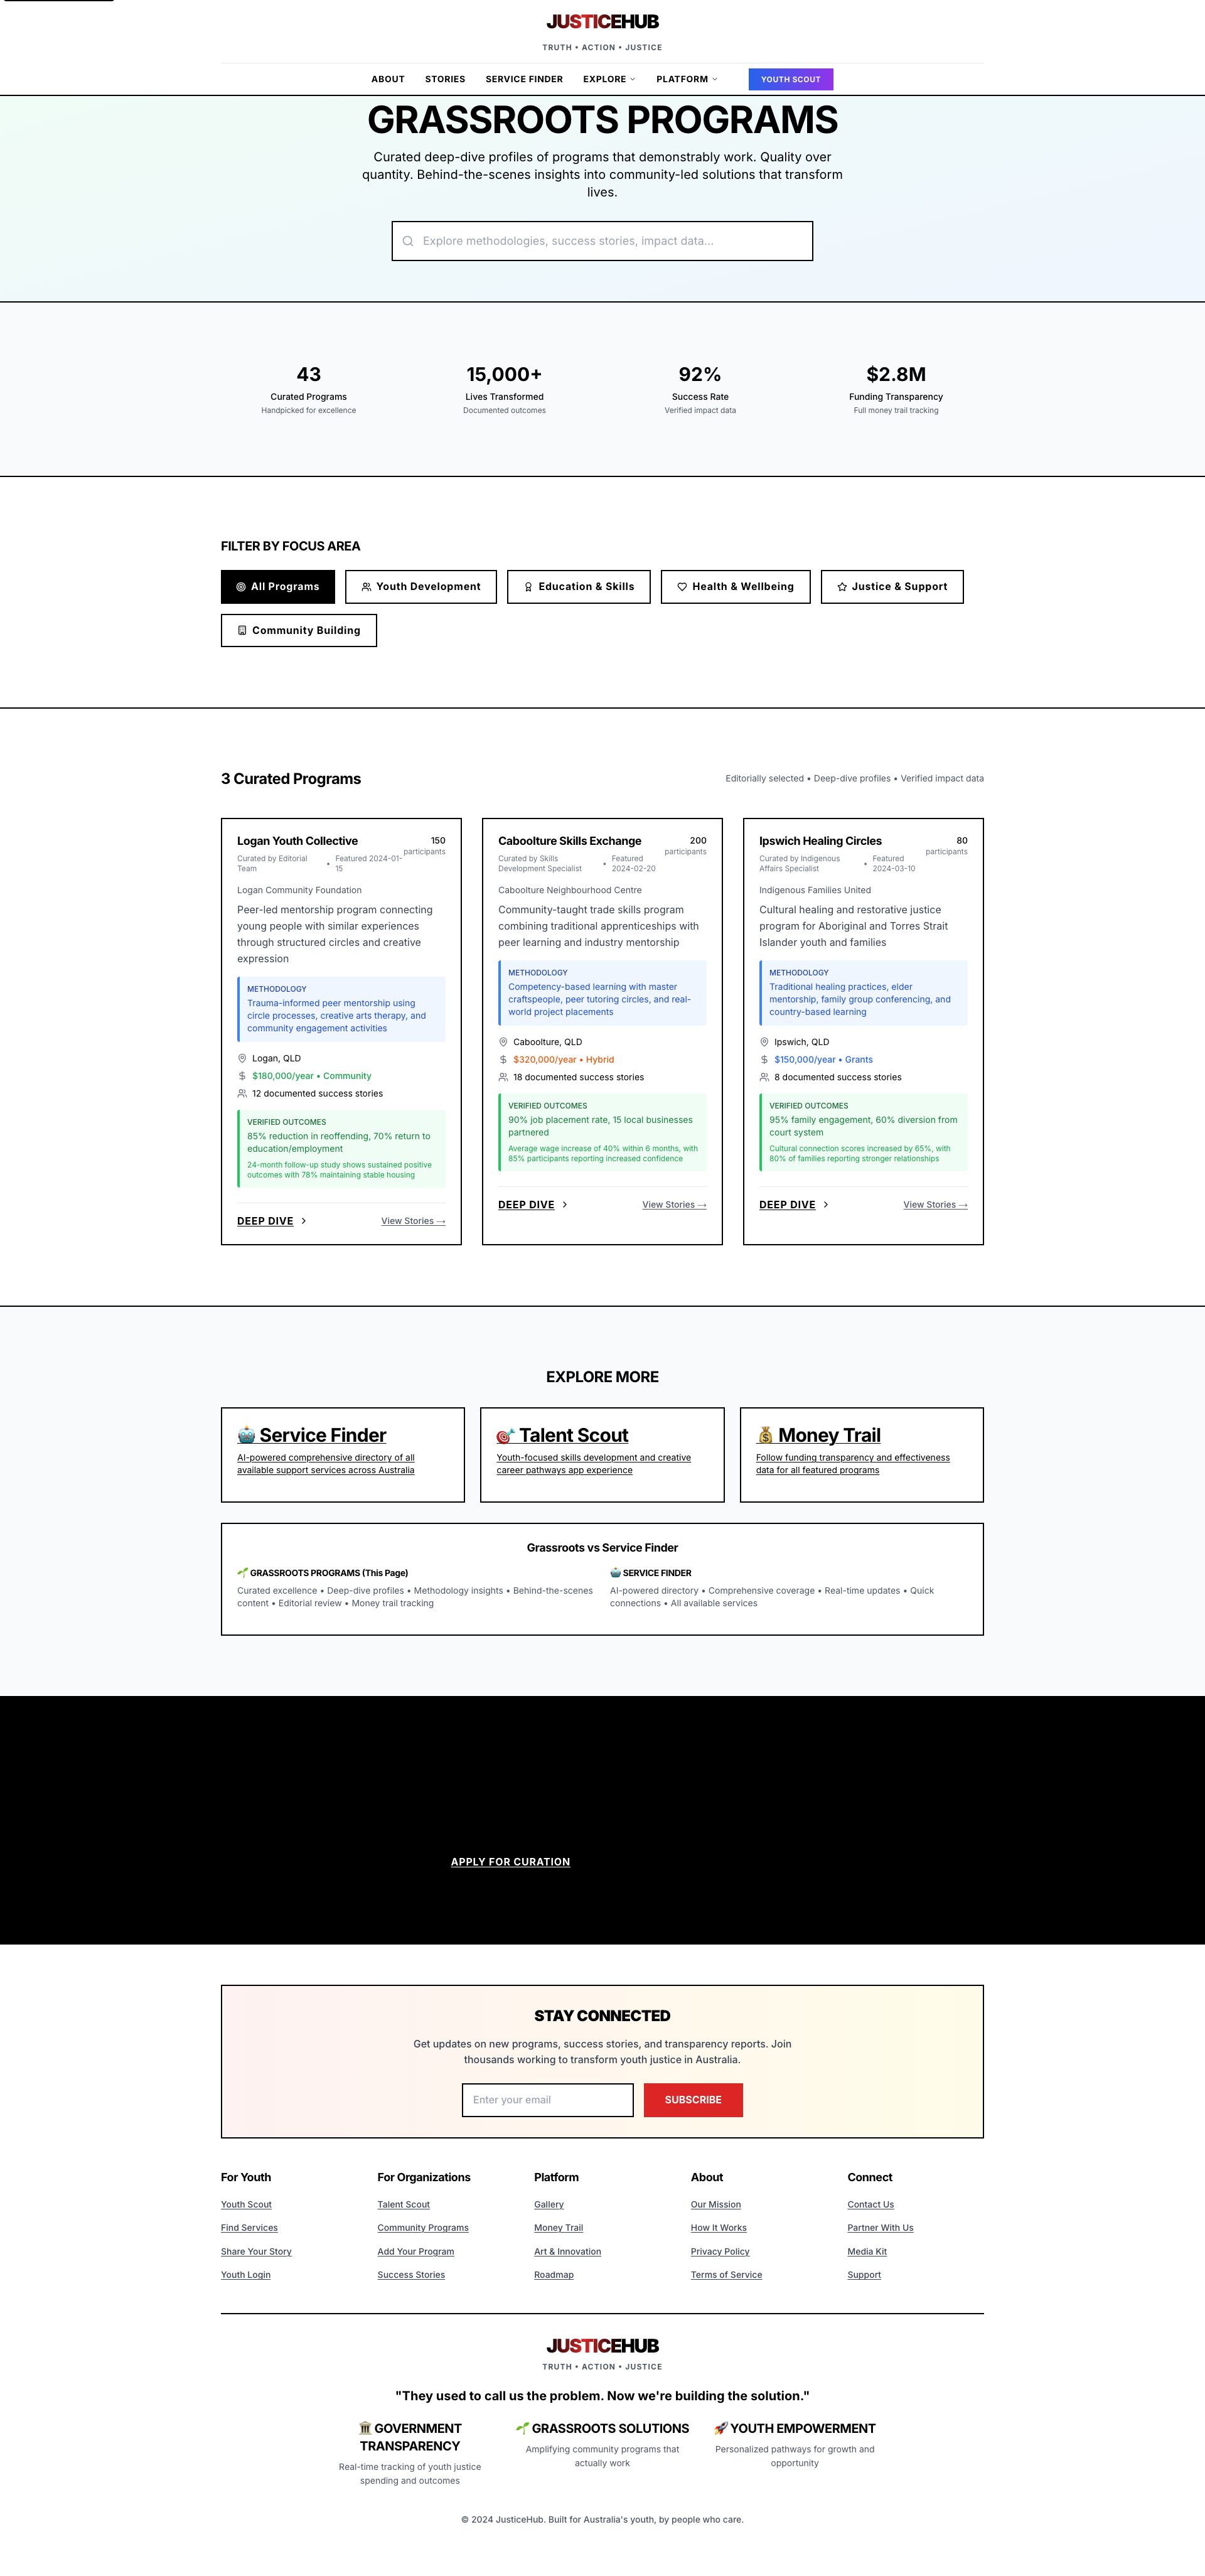 JUSTICEHUB
TRUTH • ACTION • JUSTICE
ABOUT STORIES SERVICE FINDER EXPLORE PLATFORM YOUTH SCOUT
GRASSROOTS PROGRAMS
Curated deep-dive profiles of programs that demonstrably work. Quality over
quantity. Behind-the-scenes insights into community-led solutions that transform
lives.
Explore methodologies, success stories, impact data...
43
Curated Programs
Handpicked for excellence
15,000+
Lives Transformed
Documented outcomes
92%
Success Rate
Verified impact data
$2.8M
Funding Transparency
Full money trail tracking
FILTER BY FOCUS AREA
All Programs
Youth Development
Education & Skills
Health & Wellbeing
Justice & Support
Community Building
3 Curated Programs
Editorially selected • Deep-dive profiles • Verified impact data
Logan Youth Collective
150
participants
Curated by Editorial
Team
•
Featured 2024-01-
15
Logan Community Foundation
Peer-led mentorship program connecting
young people with similar experiences
through structured circles and creative
expression
METHODOLOGY
Trauma-informed peer mentorship using
circle processes, creative arts therapy, and
community engagement activities
Logan, QLD
$180,000/year • Community
12 documented success stories
VERIFIED OUTCOMES
85% reduction in reoffending, 70% return to
education/employment
24-month follow-up study shows sustained positive
outcomes with 78% maintaining stable housing
DEEP DIVE
View Stories →
Caboolture Skills Exchange
200
participants
Curated by Skills
Development Specialist
•
Featured
2024-02-20
Caboolture Neighbourhood Centre
Community-taught trade skills program
combining traditional apprenticeships with
peer learning and industry mentorship
METHODOLOGY
Competency-based learning with master
craftspeople, peer tutoring circles, and real-
world project placements
Caboolture, QLD
$320,000/year • Hybrid
18 documented success stories
VERIFIED OUTCOMES
90% job placement rate, 15 local businesses
partnered
Average wage increase of 40% within 6 months, with
85% participants reporting increased confidence
DEEP DIVE
View Stories →
Ipswich Healing Circles
80
participants
Curated by Indigenous
Affairs Specialist
•
Featured
2024-03-10
Indigenous Families United
Cultural healing and restorative justice
program for Aboriginal and Torres Strait
Islander youth and families
METHODOLOGY
Traditional healing practices, elder
mentorship, family group conferencing, and
country-based learning
Ipswich, QLD
$150,000/year • Grants
8 documented success stories
VERIFIED OUTCOMES
95% family engagement, 60% diversion from
court system
Cultural connection scores increased by 65%, with
80% of families reporting stronger relationships
DEEP DIVE
View Stories →
EXPLORE MORE
🤖 Service Finder
AI-powered comprehensive directory of all
available support services across Australia
🎯 Talent Scout
Youth-focused skills development and creative
career pathways app experience
💰 Money Trail
Follow funding transparency and effectiveness
data for all featured programs
Grassroots vs Service Finder
🌱 GRASSROOTS PROGRAMS (This Page)
Curated excellence • Deep-dive profiles • Methodology insights • Behind-the-scenes
content • Editorial review • Money trail tracking
🤖 SERVICE FINDER
AI-powered directory • Comprehensive coverage • Real-time updates • Quick
connections • All available services
APPLY FOR CURATION
STAY CONNECTED
Get updates on new programs, success stories, and transparency reports. Join
thousands working to transform youth justice in Australia.
Enter your email
SUBSCRIBE
For Youth
Youth Scout
Find Services
Share Your Story
Youth Login
For Organizations
Talent Scout
Community Programs
Add Your Program
Success Stories
Platform
Gallery
Money Trail
Art & Innovation
Roadmap
About
Our Mission
How It Works
Privacy Policy
Terms of Service
Connect
Contact Us
Partner With Us
Media Kit
Support
JUSTICEHUB
TRUTH • ACTION • JUSTICE
"They used to call us the problem. Now we're building the solution."
🏛️ GOVERNMENT
TRANSPARENCY
Real-time tracking of youth justice
spending and outcomes
🌱 GRASSROOTS SOLUTIONS
Amplifying community programs that
actually work
🚀 YOUTH EMPOWERMENT
Personalized pathways for growth and
opportunity
© 2024 JusticeHub. Built for Australia's youth, by people who care.